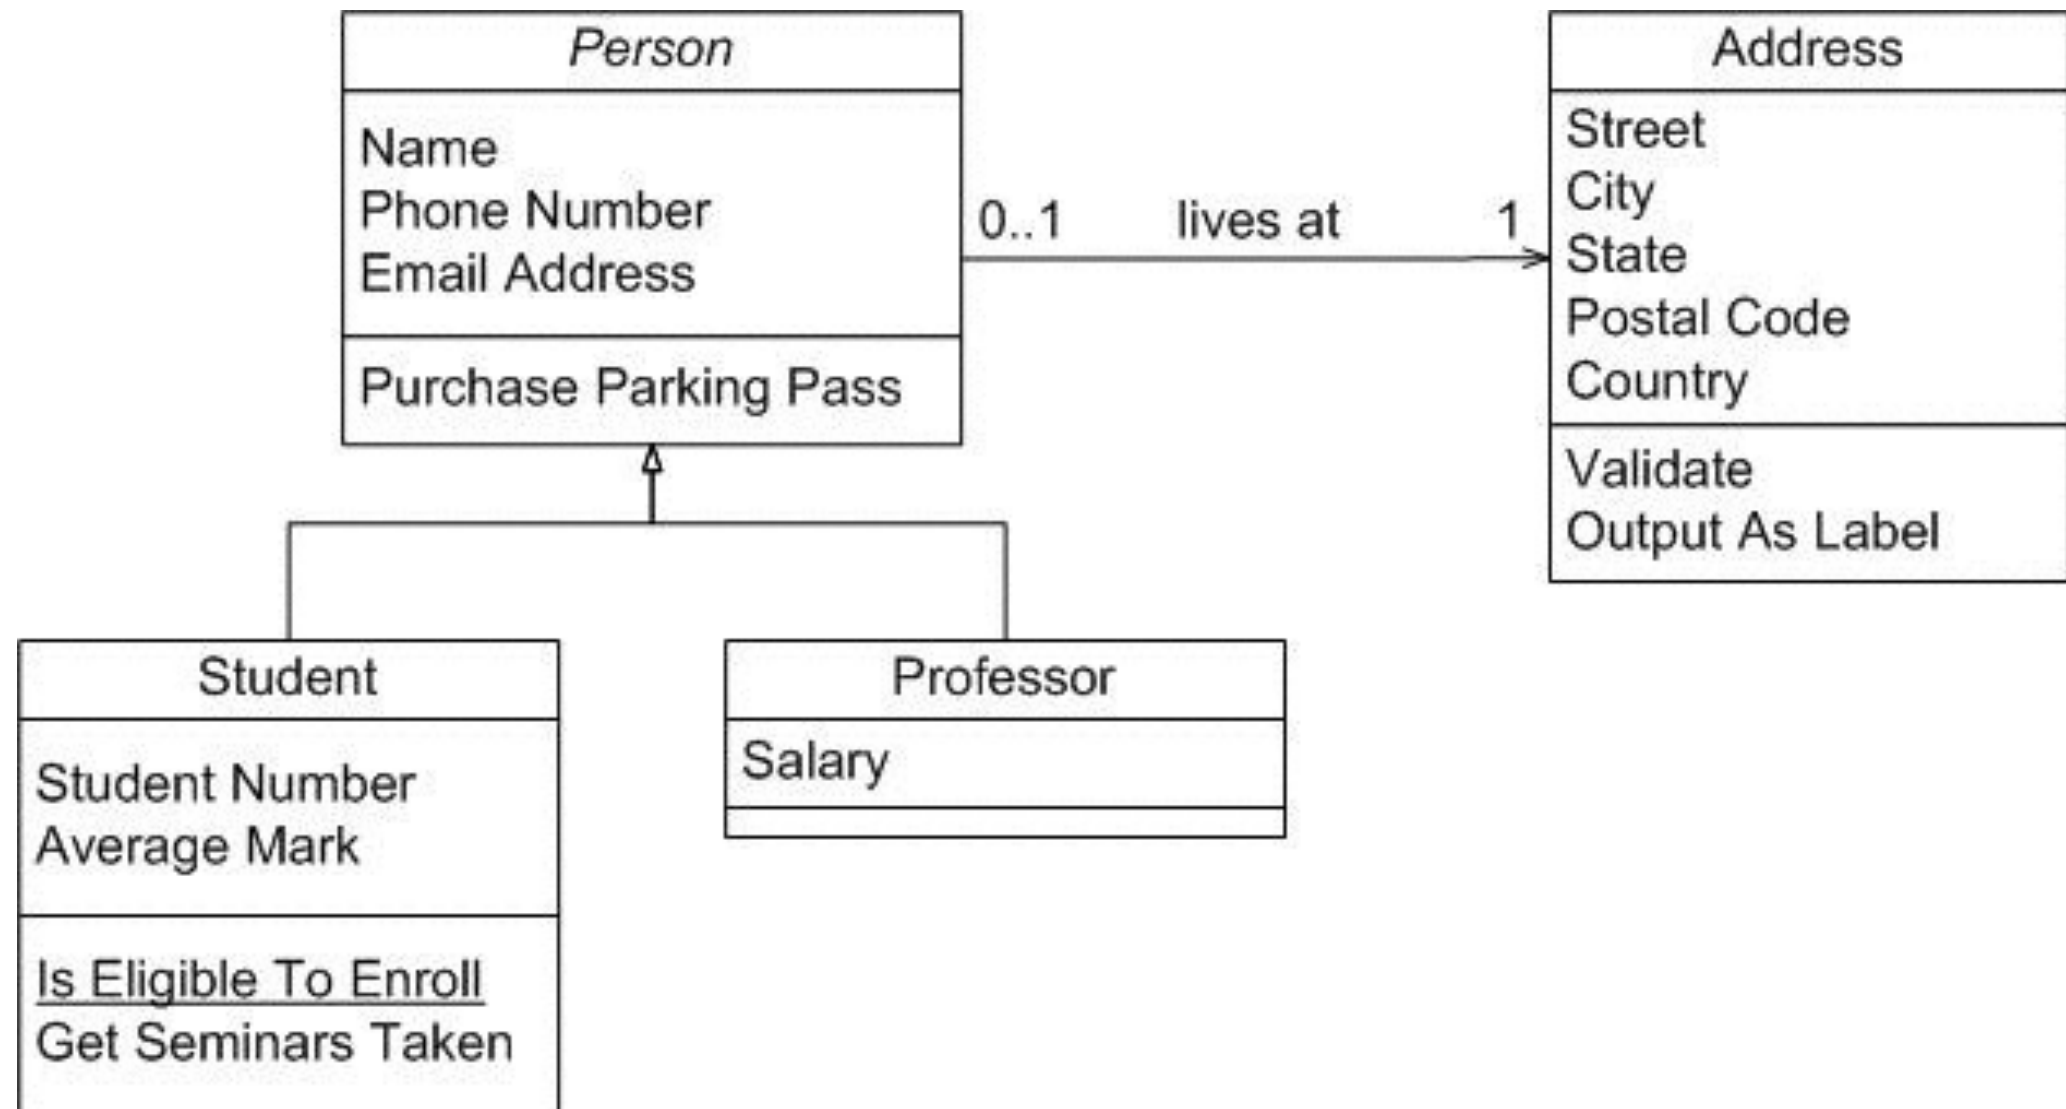 Person
Name
Phone Number
Email Address
Purchase Parking Pass
0..1 lives at 1
Address
Street
City
State
Postal Code
Country
Validate
Output As Label
Student
Student Number
Average Mark
Is Eligible To Enroll
Get Seminars Taken
Professor
Salary